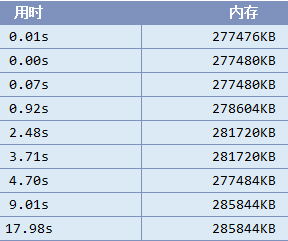 用时 内存
0.01s 277476KB
0.00s 277480KB
0.07s 277480KB
0.92s 278604KB
2.48s 281720KB
3.71s 281720KB
4.70s 277484KB
9.01s 285844KB
17.98s 285844KB